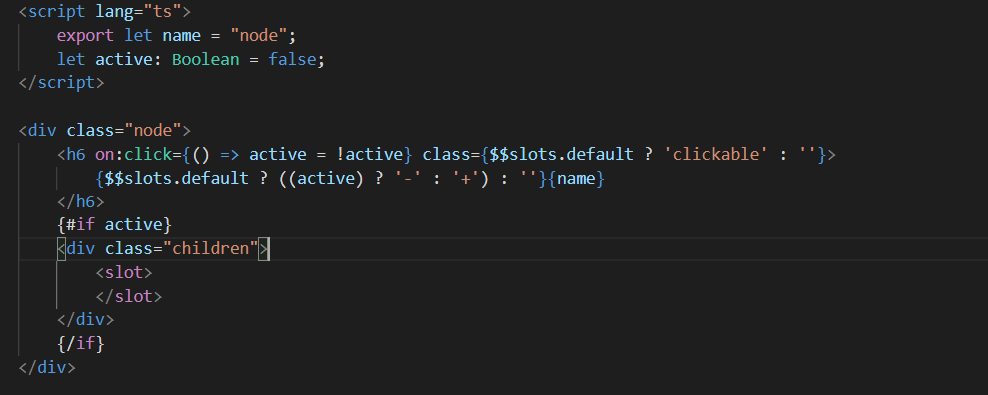 <script lang="ts">
    export let name = "node";
    let active: Boolean = false;
</script>

<div class="node">
    <h6 on:click={() => active = !active} class={$$slots.default ? 'clickable' : ''}>
        {$$slots.default ? ((active) ? '-' : '+') : ''}{name}
    </h6>
    {#if active}
    <div class="children">
        <slot>
        </slot>
    </div>
    {/if}
</div>